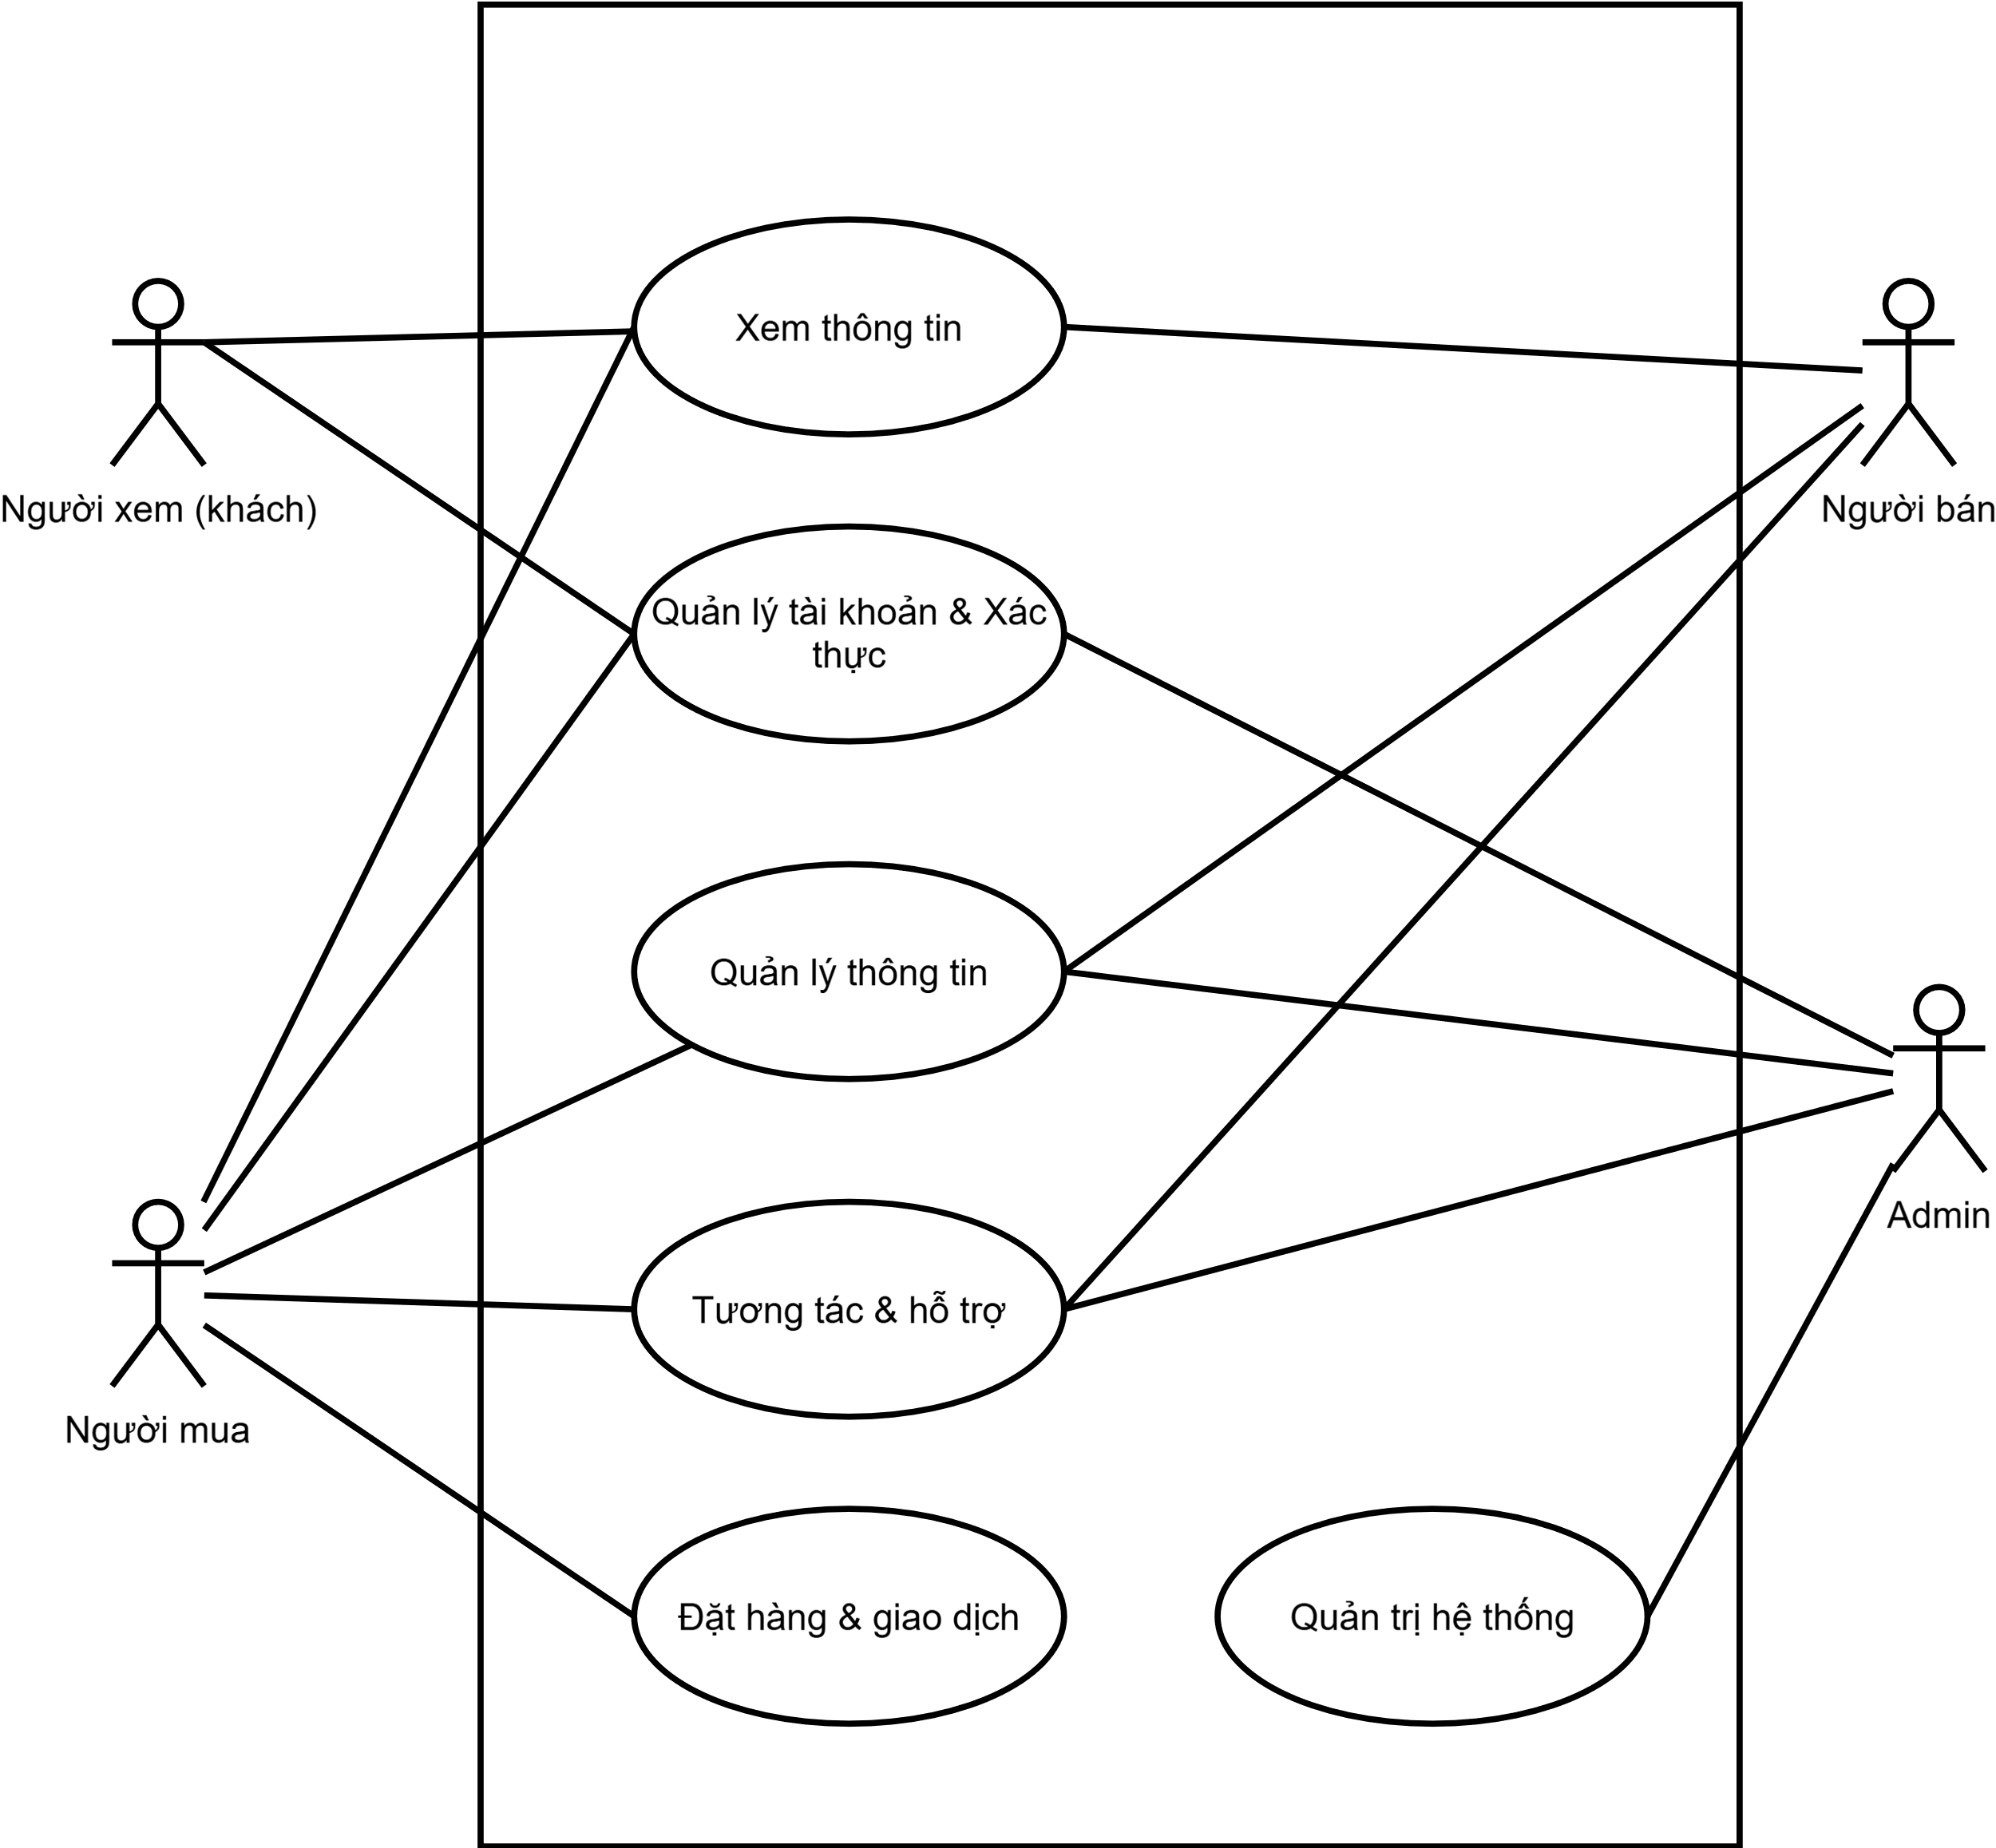 Xem thông tin
Người xem (khách)
Người bán
Quản lý tài khoản & Xác
thực
Quản lý thông tin
Admin
Tương tác & hỗ trợ
Người mua
Đặt hàng & giao dịch
Quản trị hệ thống